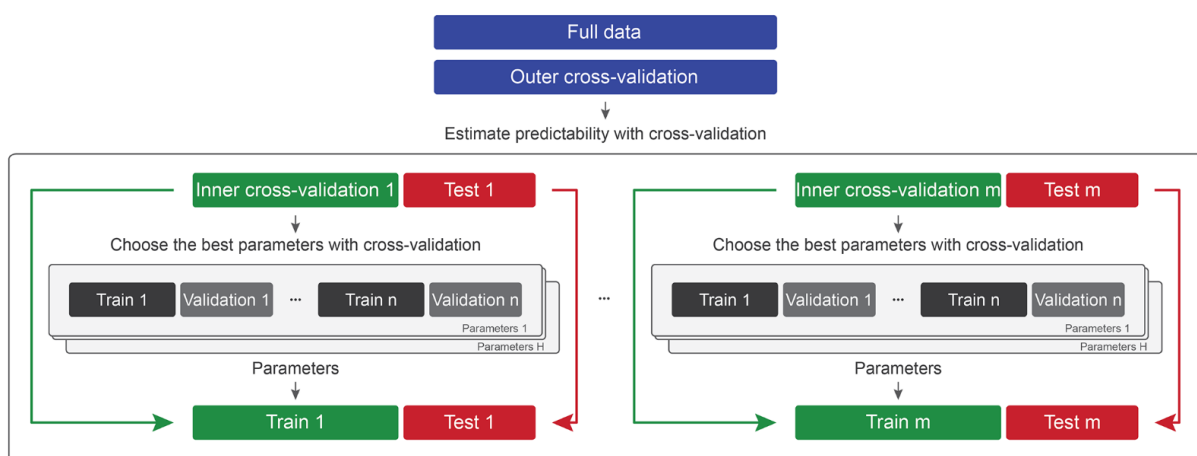 Full data
Outer cross-validation
Estimate predictability with cross-validation
Inner cross-validation 1 Test 1 Inner cross-validation m Test m
Choose the best parameters with cross-validation Choose the best parameters with cross-validation
Train 1 Validation 1 ... Train n Validation n ... Train 1 Validation 1 ... Train n Validation n
Parameters 1 Parameters 1
Parameters H Parameters H
Parameters Parameters
Train 1 Test 1 Train m Test m